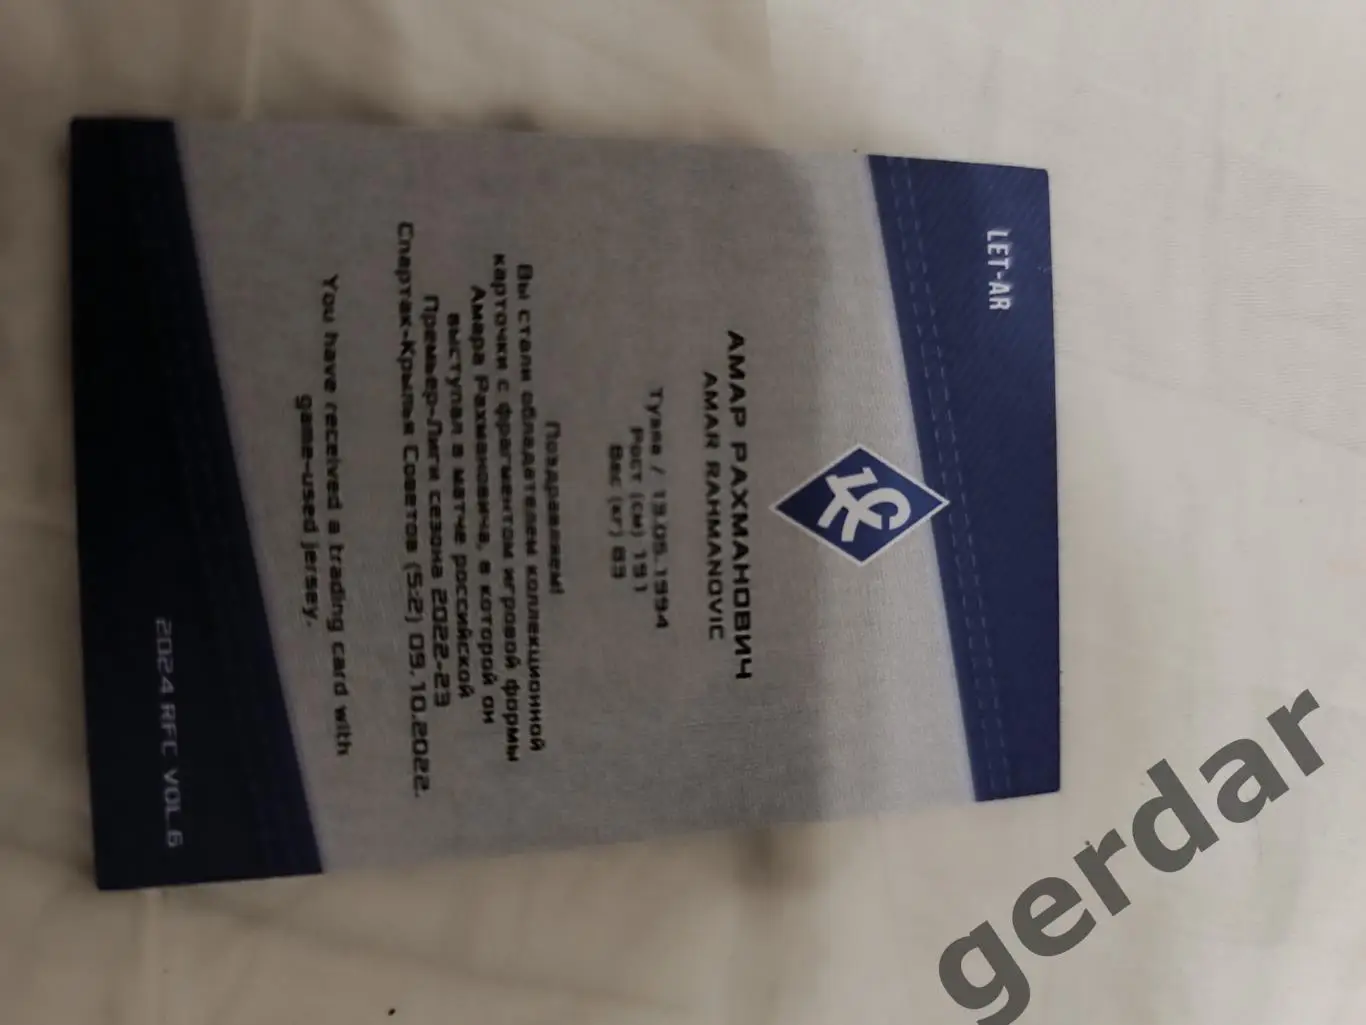 LET-AR
АМАР РАХМАНОВИЧ
AMAR RAHMANOVIC
Тузла / 13.05.1994
Рост (см) 191
Вес (кг) 83
Поздравляем!
Вы стали обладателем коллекционной
карточки с фрагментом игровой формы
Амара Рахмановича, в которой он
выступал в матче российской
Премьер-Лиги сезона 2022-23
Спартак-Крылья Советов (5:2) 09.10.2022.
You have received a trading card with
game-used jersey.
2024 RFC VOL.6
gerdar